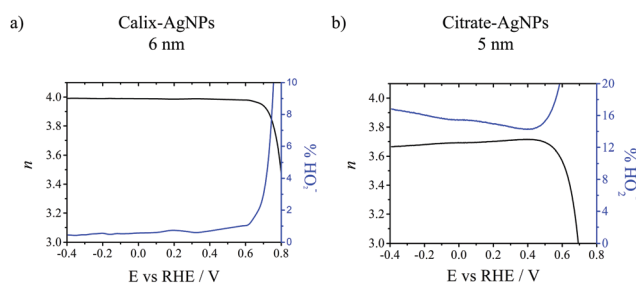 a)
Calix-AgNPs
6 nm
4.0
3.8
3.6
3.4
3.2
3.0
n
10
8
6
4
2
0
% HO₂⁻
-0.4 -0.2 0.0 0.2 0.4 0.6 0.8
E vs RHE / V
b)
Citrate-AgNPs
5 nm
4.0
3.8
3.6
3.4
3.2
3.0
n
20
16
12
8
4
0
% HO₂
-0.4 -0.2 0.0 0.2 0.4 0.6 0.8
E vs RHE / V